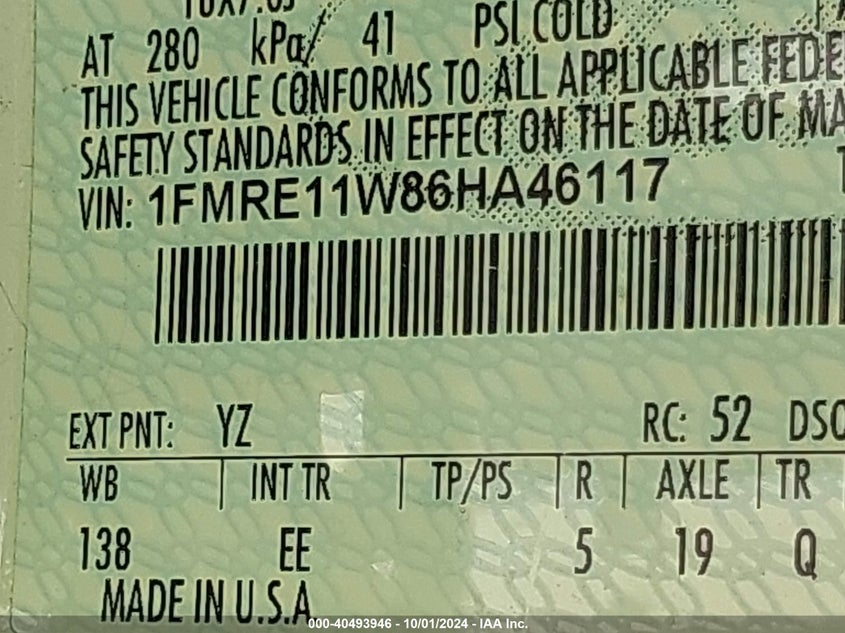 AT 280 kPa/ 41 PSI COLD
THIS VEHICLE CONFORMS TO ALL APPLICABLE FEDE
SAFETY STANDARDS IN EFFECT ON THE DATE OF MA
VIN: 1FMRE11W86HA46117
EXT PNT: YZ RC: 52 DSO
WB INT TR TP/PS R AXLE TR
138 EE 5 19 Q
MADE IN U.S.A
000-40493946 - 10/01/2024 - IAA Inc.